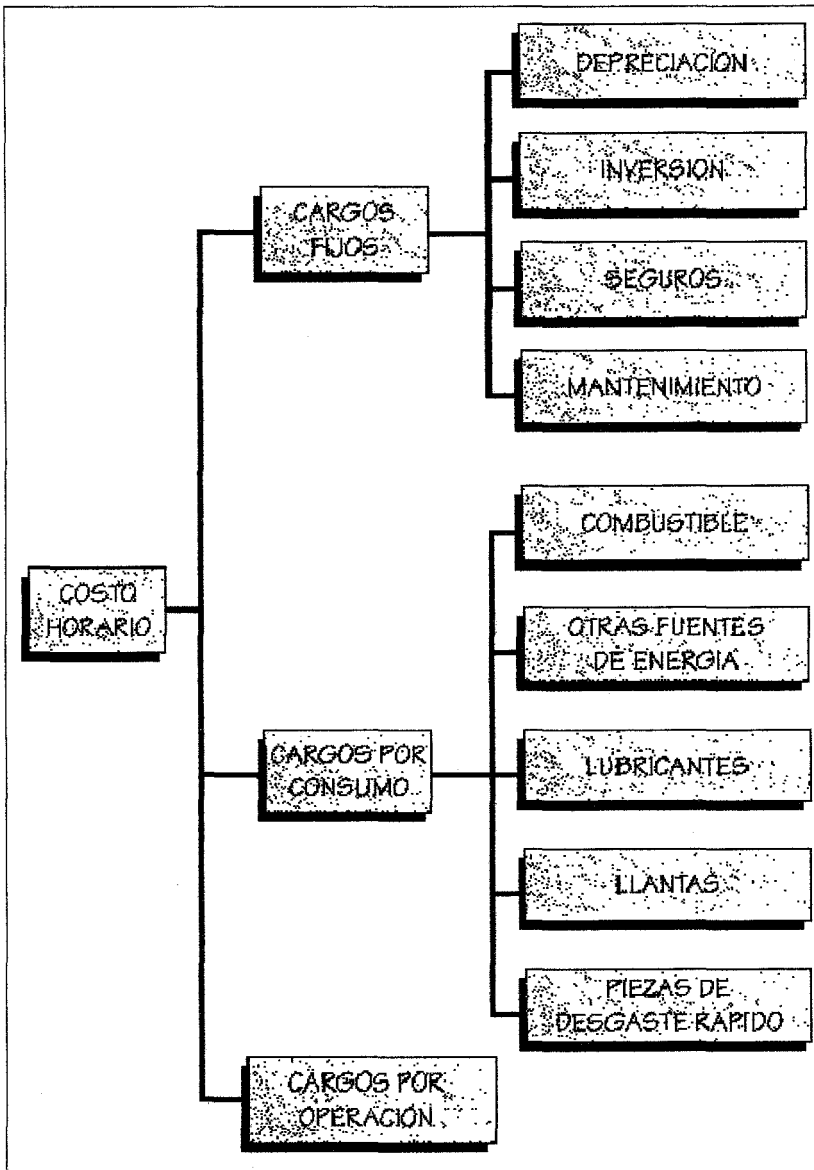 DEPRECIACION
INVERSION
CARGOS
FIJOS
SEGUROS
MANTENIMIENTO
COMBUSTIBLE
COSTO
HORARIO
OTRAS FUENTES
DE ENERGIA
CARGOS POR
CONSUMO
LUBRICANTES
LLANTAS
PIEZAS DE
DESGASTE RAPIDO
CARGOS POR
OPERACIÓN